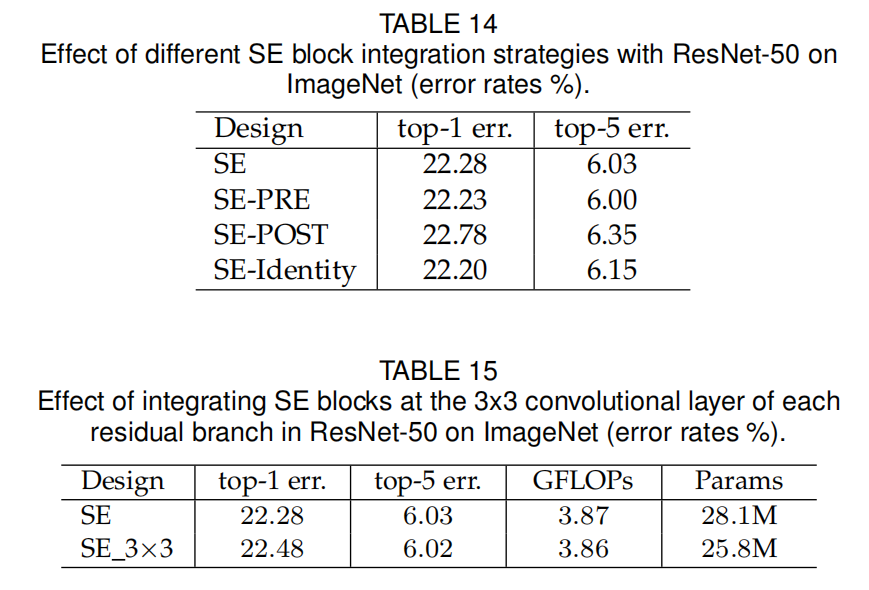 TABLE 14
Effect of different SE block integration strategies with ResNet-50 on
ImageNet (error rates %).
Design top-1 err. top-5 err.
SE 22.28 6.03
SE-PRE 22.23 6.00
SE-POST 22.78 6.35
SE-Identity 22.20 6.15
TABLE 15
Effect of integrating SE blocks at the 3x3 convolutional layer of each
residual branch in ResNet-50 on ImageNet (error rates %).
Design top-1 err. top-5 err. GFLOPs Params
SE 22.28 6.03 3.87 28.1M
SE_3×3 22.48 6.02 3.86 25.8M